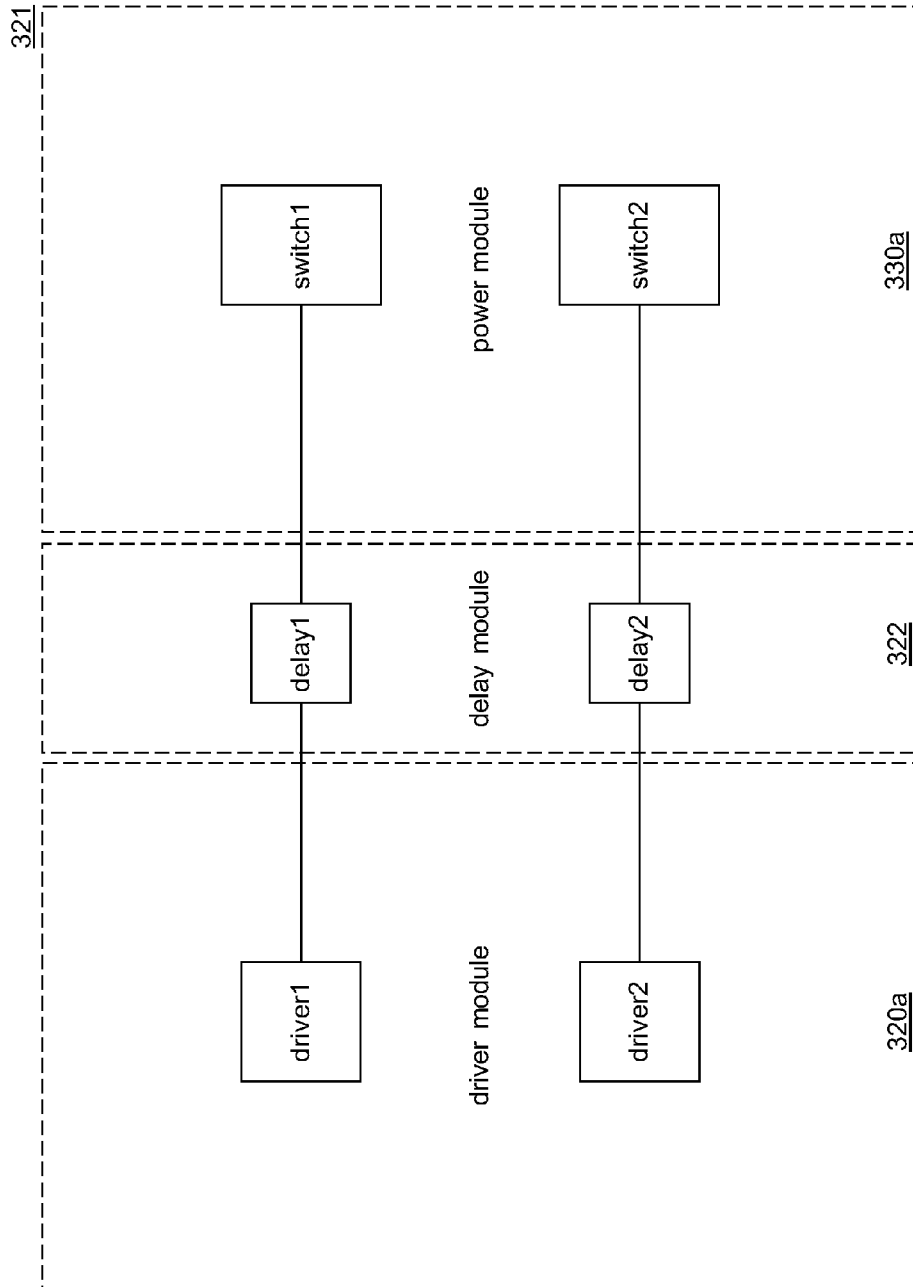 321
driver1
delay1
switch1
driver module
delay module
power module
driver2
delay2
switch2
320a
322
330a